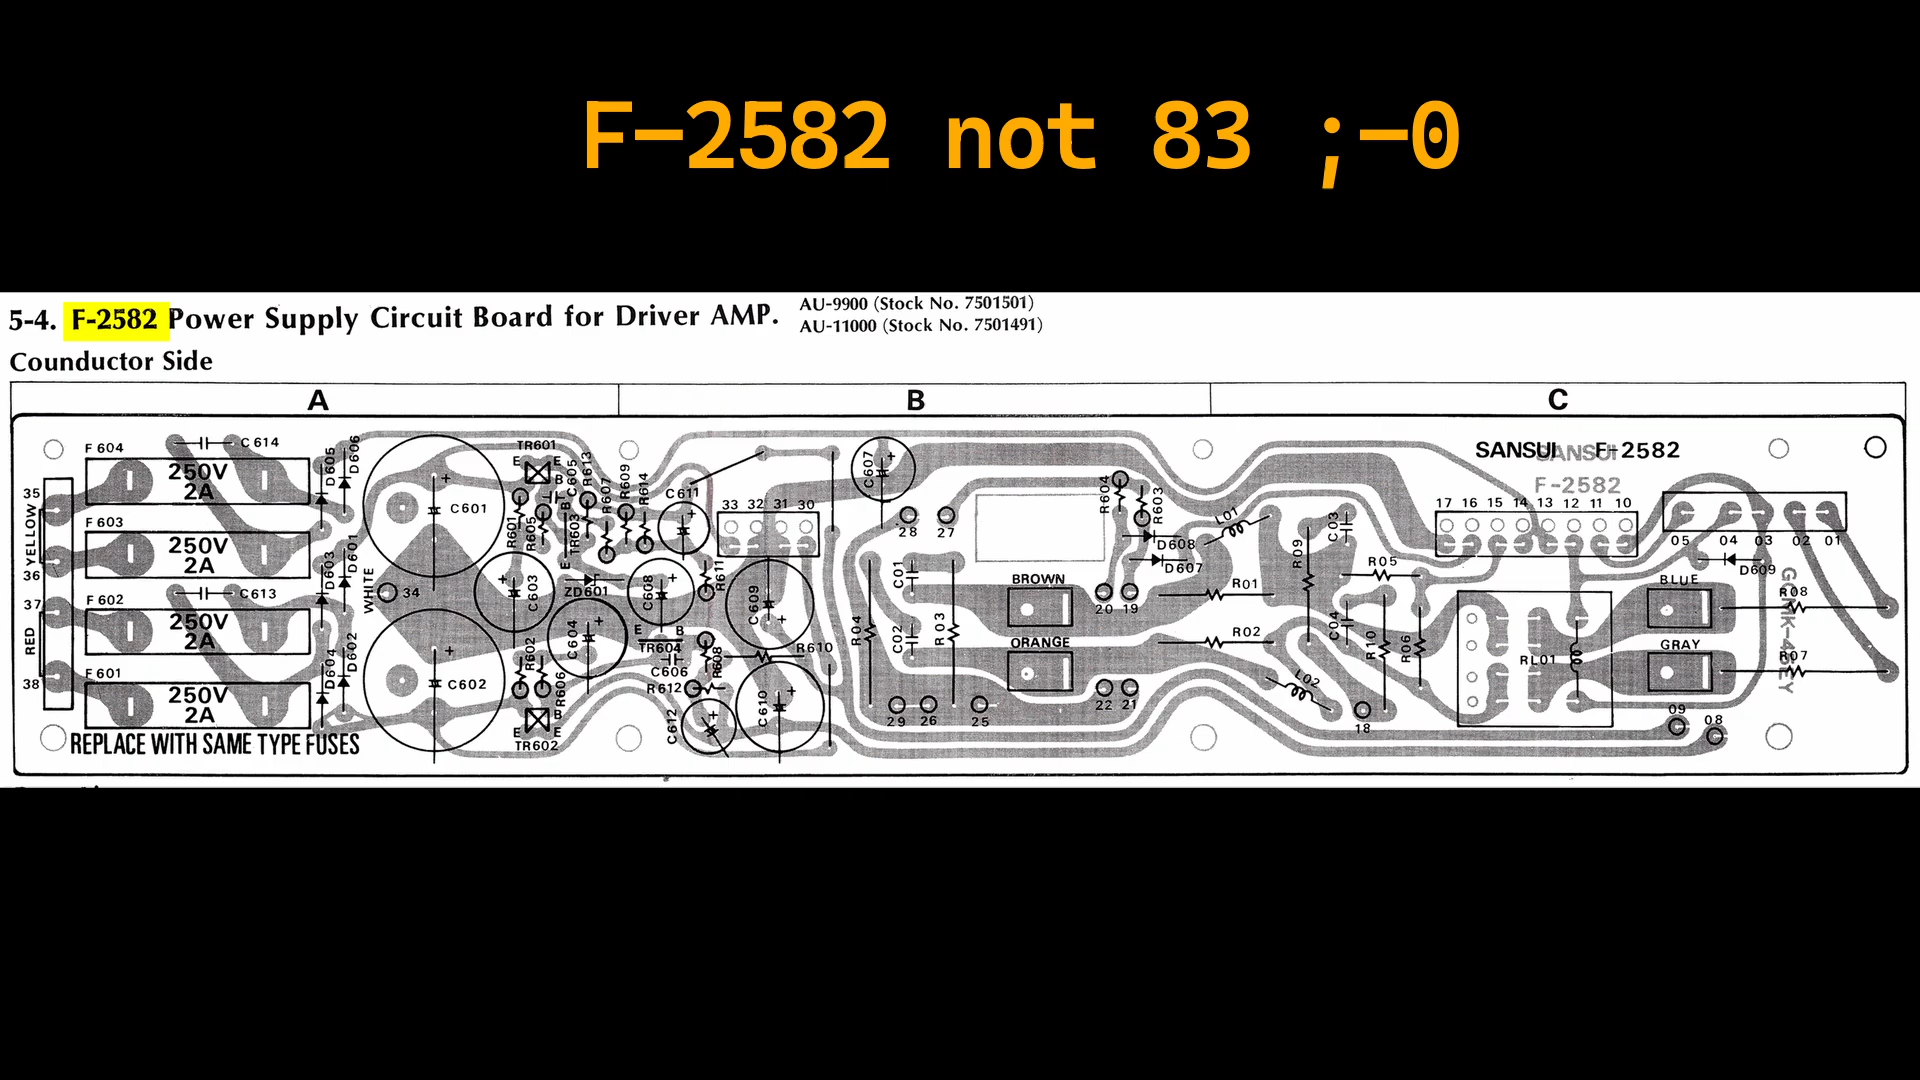 F-2582 not 83 ;-0
5-4. F-2582 Power Supply Circuit Board for Driver AMP.
AU-9900 (Stock No. 7501501)
AU-11000 (Stock No. 7501491)
Counductor Side
A B C
F 604
C 614
250V
2A
D605
D606
35
YELLOW
36
F 603
250V
2A
D603
D601
37
RED
38
F 602
C 613
250V
2A
D604
D602
F 601
250V
2A
REPLACE WITH SAME TYPE FUSES
C601
C602
WHITE
34
TR601
E E
B
C605
R613
R607
R609
R614
R601
R605
TR603
B
E
C603
ZD601
C604
C608
C611
R611
R602
R606
B
E E
TR602
E B
TR604
C606
R608
R612
C612
C609
R610
C610
33 32 31 30
C607
28 27
C01
C02
R04
R03
29 26 25
BROWN
ORANGE
R604
R603
D608
D607
20 19
22 21
L01
R01
R02
L02
R09
C03
C04
R05
R10
R06
18
SANSUI F-2582
SANSUI
F-2582
17 16 15 14 13 12 11 10
RL01
05 04 03 02 01
D609
BLUE
GRAY
R08
R07
09 08